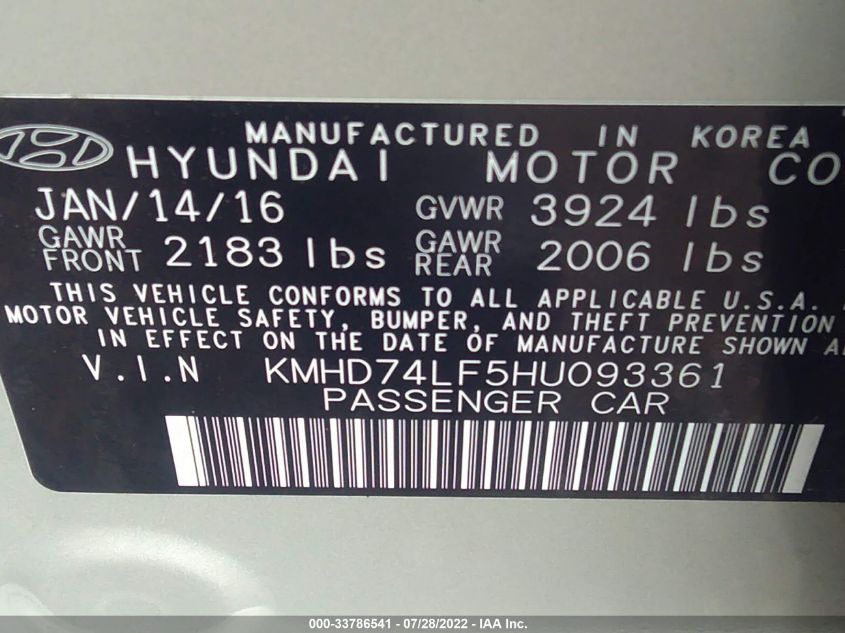 MANUFACTURED IN KOREA
HYUNDAI MOTOR CO
JAN/14/16 GVWR 3924 lbs
GAWR FRONT 2183 lbs GAWR REAR 2006 lbs
THIS VEHICLE CONFORMS TO ALL APPLICABLE U.S.A.
MOTOR VEHICLE SAFETY, BUMPER, AND THEFT PREVENTION
IN EFFECT ON THE DATE OF MANUFACTURE SHOWN
V.I.N KMHD74LF5HU093361
PASSENGER CAR
000-33786541 / 07/28/2022 - IAA Inc.